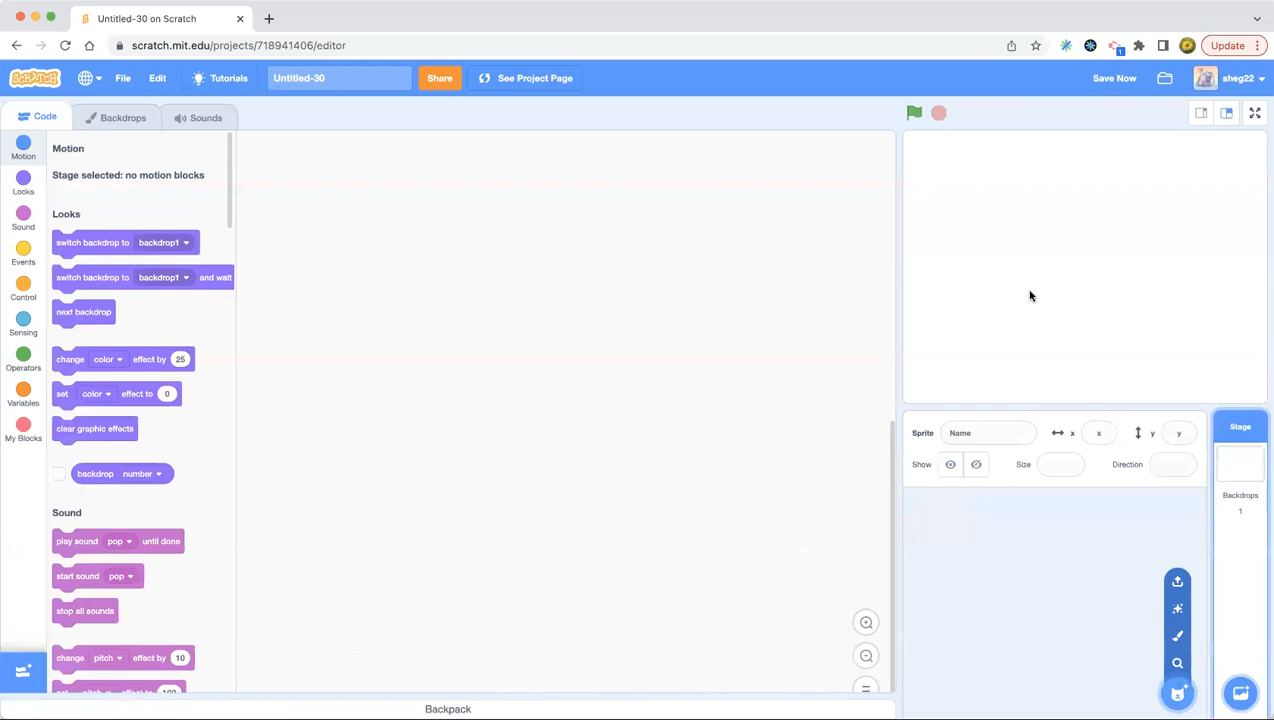 Untitled-30 on Scratch
scratch.mit.edu/projects/718941406/editor
1
Update
SCRATCH
File
Edit
Tutorials
Untitled-30
Share
See Project Page
Save Now
sheg22
Code
Backdrops
Sounds
Motion
Looks
Sound
Events
Control
Sensing
Operators
Variables
My Blocks
Motion
Stage selected: no motion blocks
Looks
switch backdrop to backdrop1
switch backdrop to backdrop1 and wait
next backdrop
change color effect by 25
set color effect to 0
clear graphic effects
backdrop number
Sound
play sound pop until done
start sound pop
stop all sounds
change pitch effect by 10
Sprite Name x x y y
Show Size Direction
Stage
Backdrops
1
Backpack